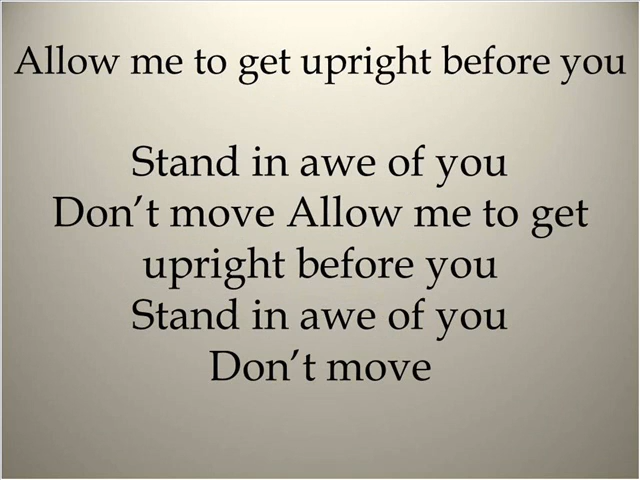 Allow me to get upright before you
Stand in awe of you
Don’t move Allow me to get
upright before you
Stand in awe of you
Don’t move